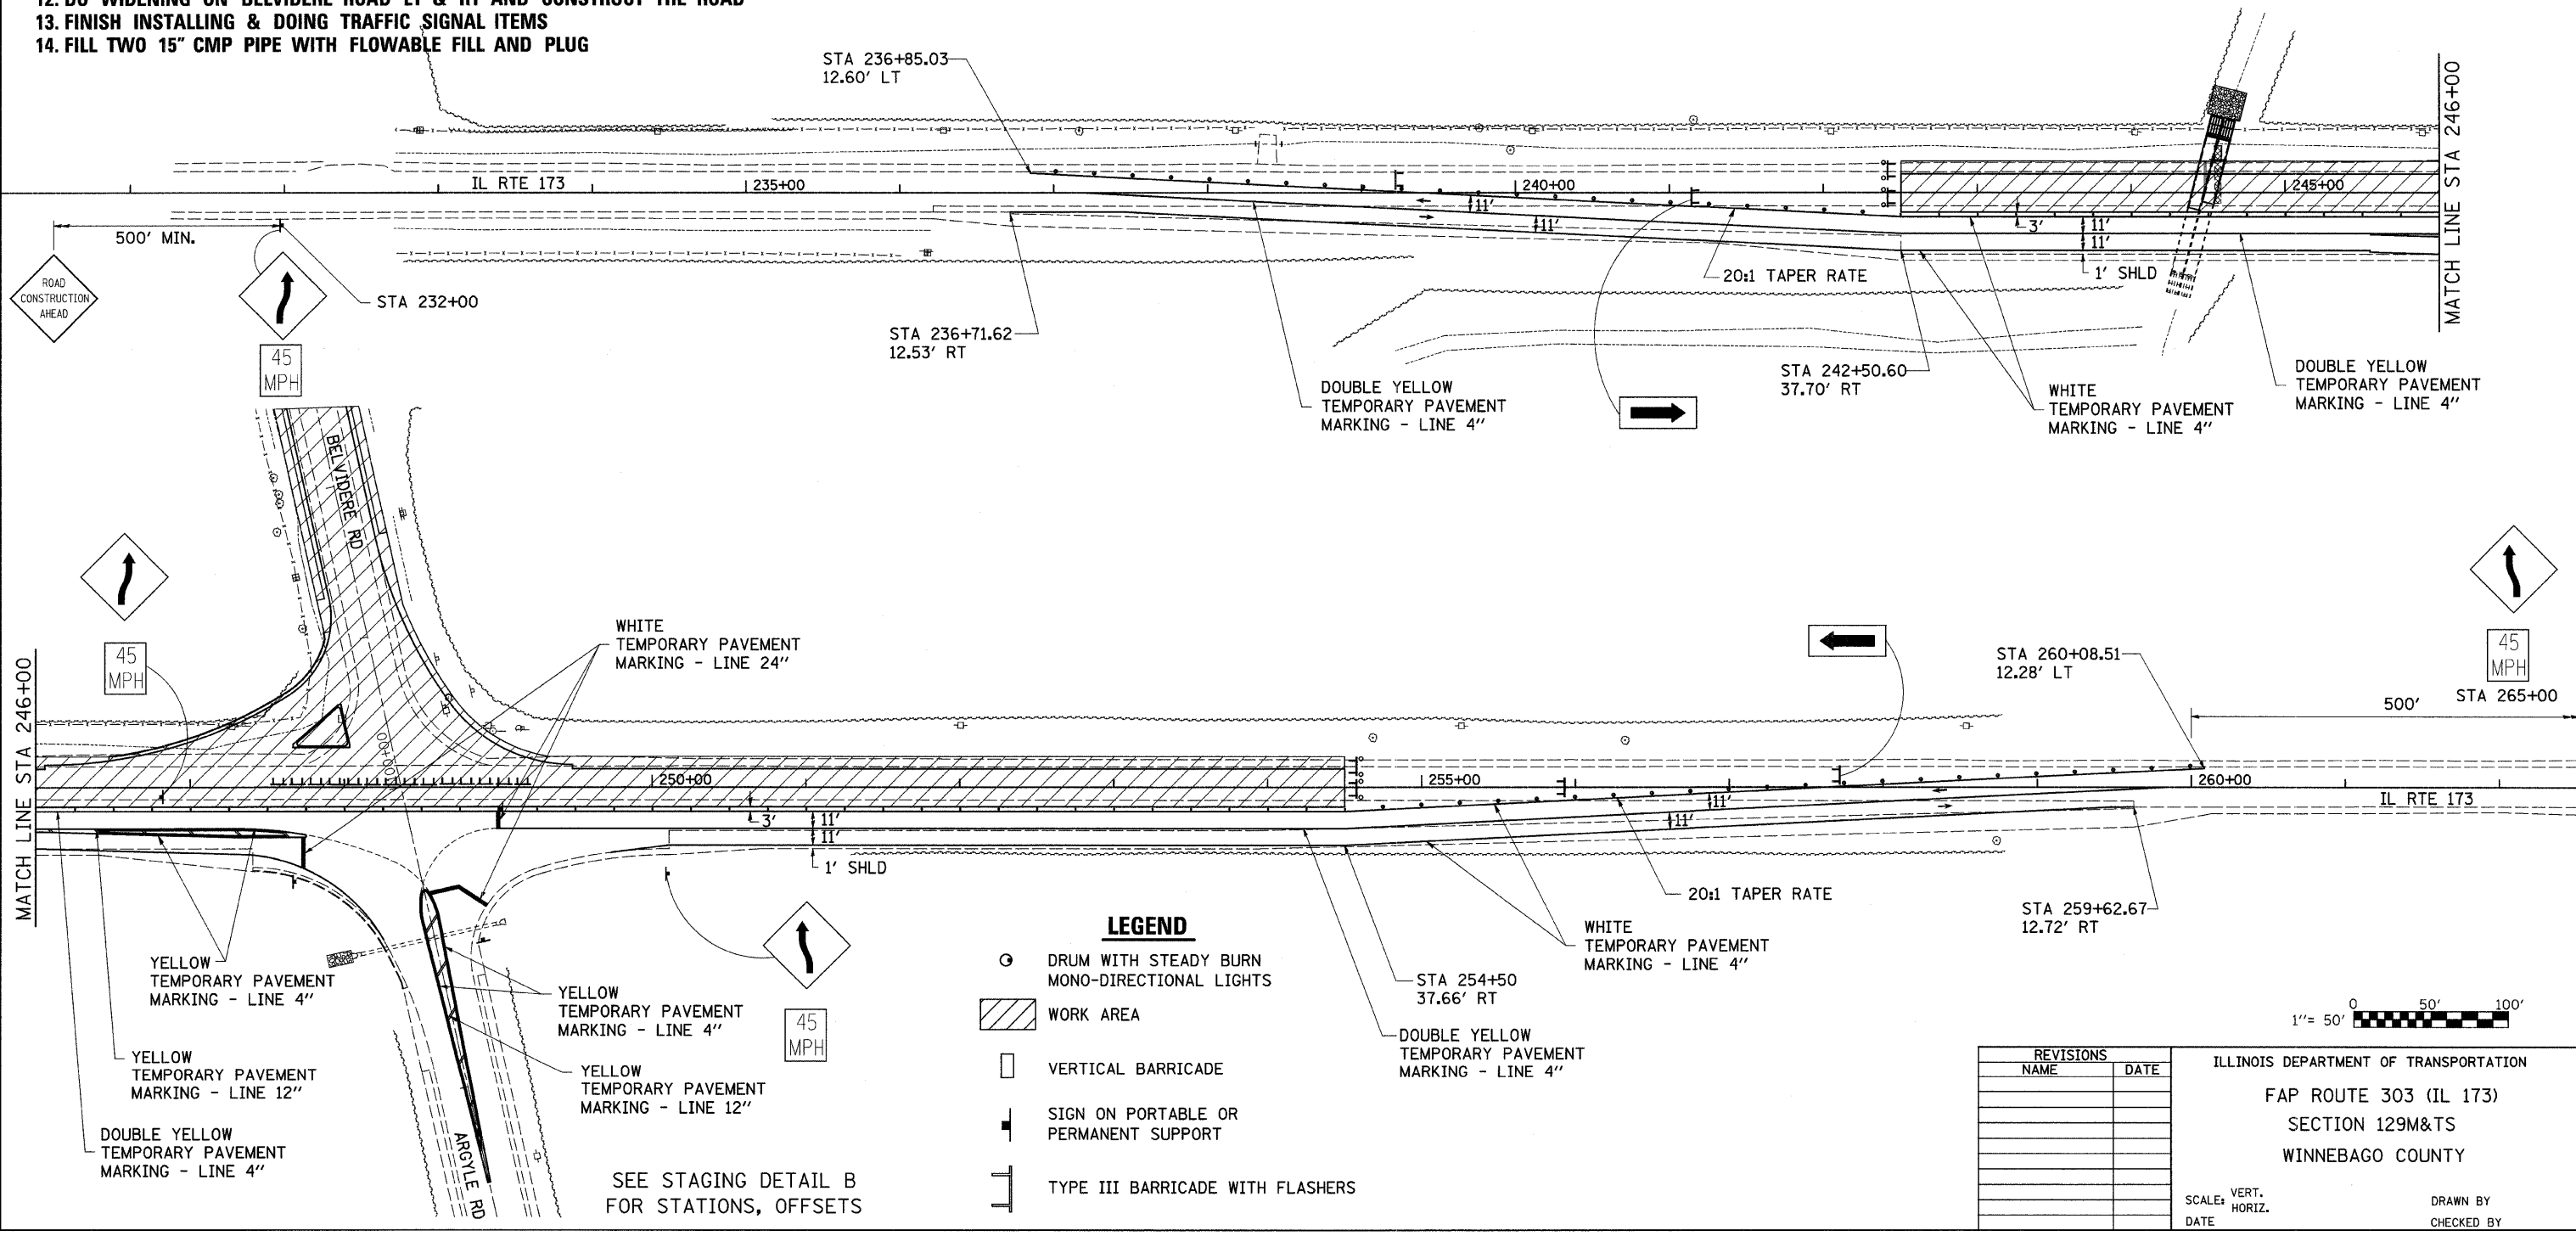 12. DO WIDENING ON BELVIDERE ROAD LT & RT AND CONSTRUCT THE ROAD
13. FINISH INSTALLING & DOING TRAFFIC SIGNAL ITEMS
14. FILL TWO 15" CMP PIPE WITH FLOWABLE FILL AND PLUG
STA 236+85.03
12.60' LT
MATCH LINE STA 246+00
IL RTE 173
235+00
240+00
245+00
500' MIN.
11'
11'
3'
11'
11'
1' SHLD
20:1 TAPER RATE
ROAD
CONSTRUCTION
AHEAD
STA 232+00
45
MPH
STA 236+71.62
12.53' RT
DOUBLE YELLOW
TEMPORARY PAVEMENT
MARKING - LINE 4"
STA 242+50.60
37.70' RT
WHITE
TEMPORARY PAVEMENT
MARKING - LINE 4"
DOUBLE YELLOW
TEMPORARY PAVEMENT
MARKING - LINE 4"
BELVIDERE RD
45
MPH
WHITE
TEMPORARY PAVEMENT
MARKING - LINE 24"
STA 260+08.51
12.28' LT
45
MPH
STA 265+00
500'
MATCH LINE STA 246+00
250+00
255+00
260+00
IL RTE 173
3'
11'
11'
1' SHLD
11'
11'
20:1 TAPER RATE
STA 259+62.67
12.72' RT
WHITE
TEMPORARY PAVEMENT
MARKING - LINE 4"
STA 254+50
37.66' RT
DOUBLE YELLOW
TEMPORARY PAVEMENT
MARKING - LINE 4"
YELLOW
TEMPORARY PAVEMENT
MARKING - LINE 4"
YELLOW
TEMPORARY PAVEMENT
MARKING - LINE 12"
DOUBLE YELLOW
TEMPORARY PAVEMENT
MARKING - LINE 4"
YELLOW
TEMPORARY PAVEMENT
MARKING - LINE 4"
YELLOW
TEMPORARY PAVEMENT
MARKING - LINE 12"
ARGYLE RD
45
MPH
SEE STAGING DETAIL B
FOR STATIONS, OFFSETS
LEGEND
DRUM WITH STEADY BURN
MONO-DIRECTIONAL LIGHTS
WORK AREA
VERTICAL BARRICADE
SIGN ON PORTABLE OR
PERMANENT SUPPORT
TYPE III BARRICADE WITH FLASHERS
0 50' 100'
1"= 50'
REVISIONS
NAME DATE
ILLINOIS DEPARTMENT OF TRANSPORTATION
FAP ROUTE 303 (IL 173)
SECTION 129M&TS
WINNEBAGO COUNTY
SCALE: VERT.
HORIZ.
DATE
DRAWN BY
CHECKED BY